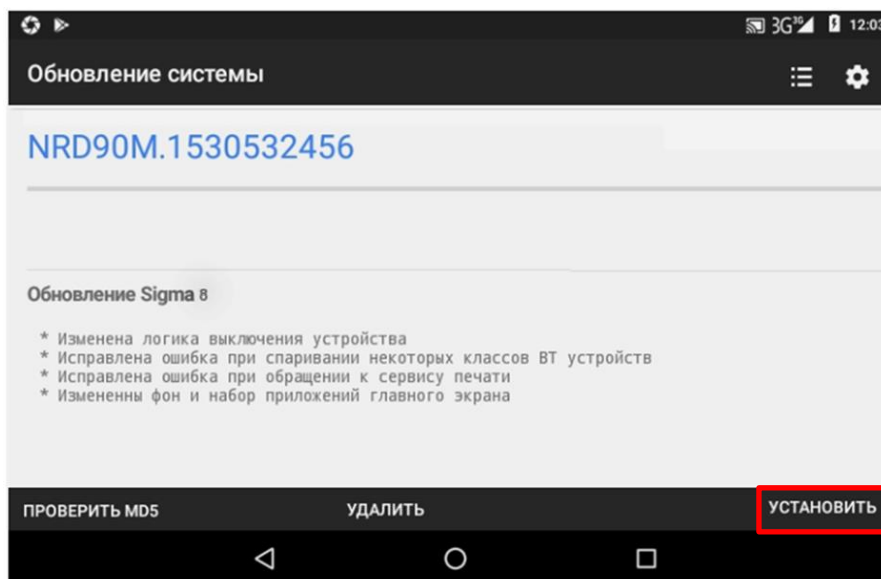 3G 3G 12:03
Обновление системы
NRD90M.1530532456
Обновление Sigma 8
* Изменена логика выключения устройства
* Исправлена ошибка при спаривании некоторых классов BT устройств
* Исправлена ошибка при обращении к сервису печати
* Измененны фон и набор приложений главного экрана
ПРОВЕРИТЬ MD5 УДАЛИТЬ УСТАНОВИТЬ